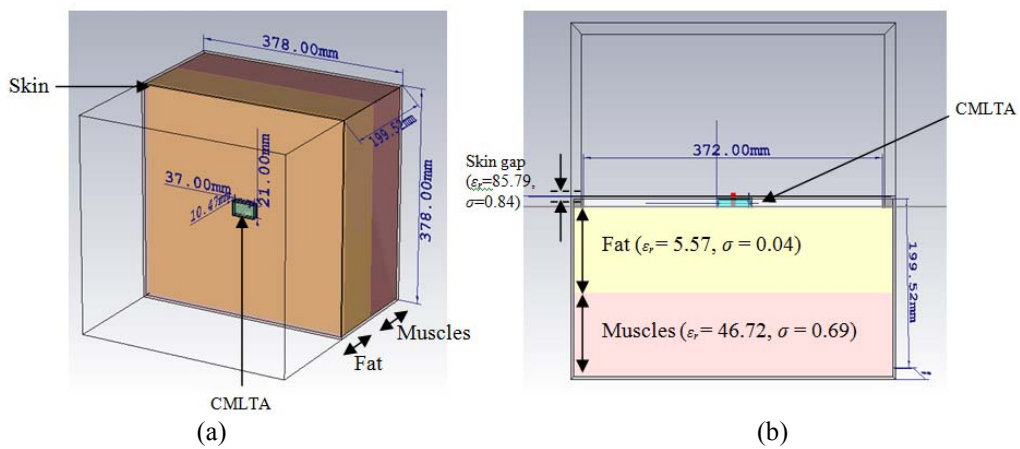 378.00mm
Skin
199.52mm
37.00mm
21.00mm
10.47mm
378.00mm
Muscles
Fat
CMLTA
(a)
CMLTA
372.00mm
Skin gap
(εr=85.79,
σ=0.84)
Fat (εr = 5.57, σ = 0.04)
199.52mm
Muscles (εr = 46.72, σ = 0.69)
(b)